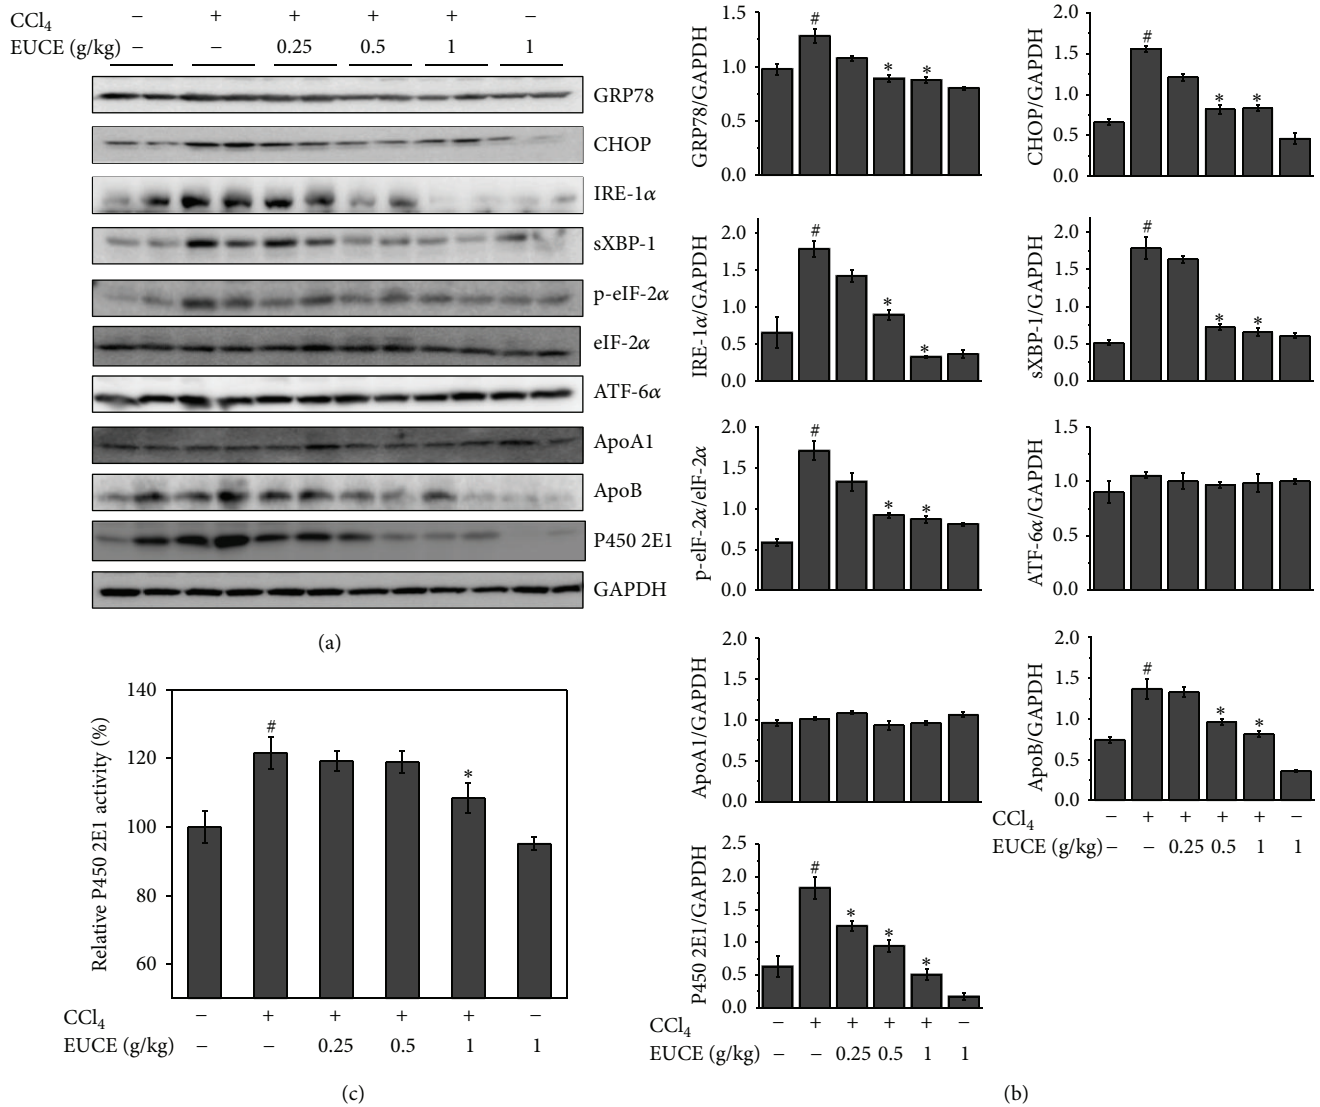 CCl4 − + + + + −
EUCE (g/kg) − − 0.25 0.5 1 1
GRP78
CHOP
IRE-1α
sXBP-1
p-eIF-2α
eIF-2α
ATF-6α
ApoA1
ApoB
P450 2E1
GAPDH
(a)
Relative P450 2E1 activity (%)
140
120
100
80
60
#
*
CCl4 − + + + + −
EUCE (g/kg) − − 0.25 0.5 1 1
(c)
GRP78/GAPDH
1.5
1.0
0.5
0.0
#
* *
CHOP/GAPDH
2.0
1.5
1.0
0.5
0.0
#
* *
IRE-1α/GAPDH
2.0
1.5
1.0
0.5
0.0
#
*
*
sXBP-1/GAPDH
2.0
1.5
1.0
0.5
0.0
#
* *
p-eIF-2α/eIF-2α
2.0
1.5
1.0
0.5
0.0
#
* *
ATF-6α/GAPDH
1.5
1.0
0.5
0.0
ApoA1/GAPDH
2.0
1.5
1.0
0.5
0.0
ApoB/GAPDH
2.0
1.5
1.0
0.5
0.0
#
*
*
CCl4 − + + + + −
EUCE (g/kg) − − 0.25 0.5 1 1
P450 2E1/GAPDH
2.5
2.0
1.5
1.0
0.5
0.0
#
*
*
*
CCl4 − + + + + −
EUCE (g/kg) − − 0.25 0.5 1 1
(b)